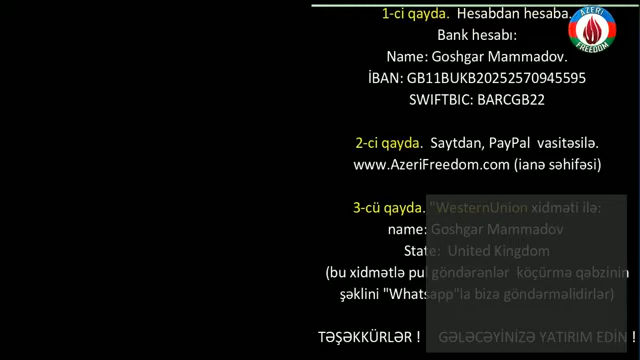 AZERI
FREEDOM
1-ci qayda. Hesabdan hesaba.
Bank hesabı:
Name: Goshgar Mammadov.
İBAN: GB11BUKB20252570945595
SWIFTBIC: BARCGB22
2-ci qayda. Saytdan, PayPal vasitəsilə.
www.AzeriFreedom.com (ianə səhifəsi)
3-cü qayda. "WesternUnion xidməti ilə:
name: Goshgar Mammadov
State: United Kingdom
(bu xidmətlə pul göndərənlər köçürmə qəbzinin
şəklini "Whatsapp"la bizə göndərməlidirlər)
TƏŞƏKKÜRLƏR ! GƏLƏCƏYİNİZƏ YATIRIM EDİN !